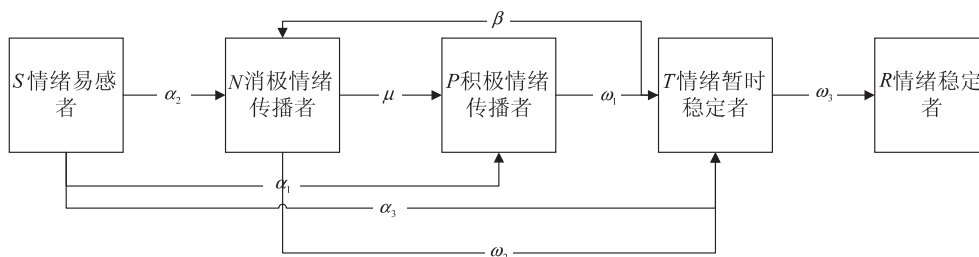 β
S情绪易感
者
α₂
N消极情绪
传播者
μ
P积极情绪
传播者
ω₁
T情绪暂时
稳定者
ω₃
R情绪稳定
者
α₁
α₃
ω₂